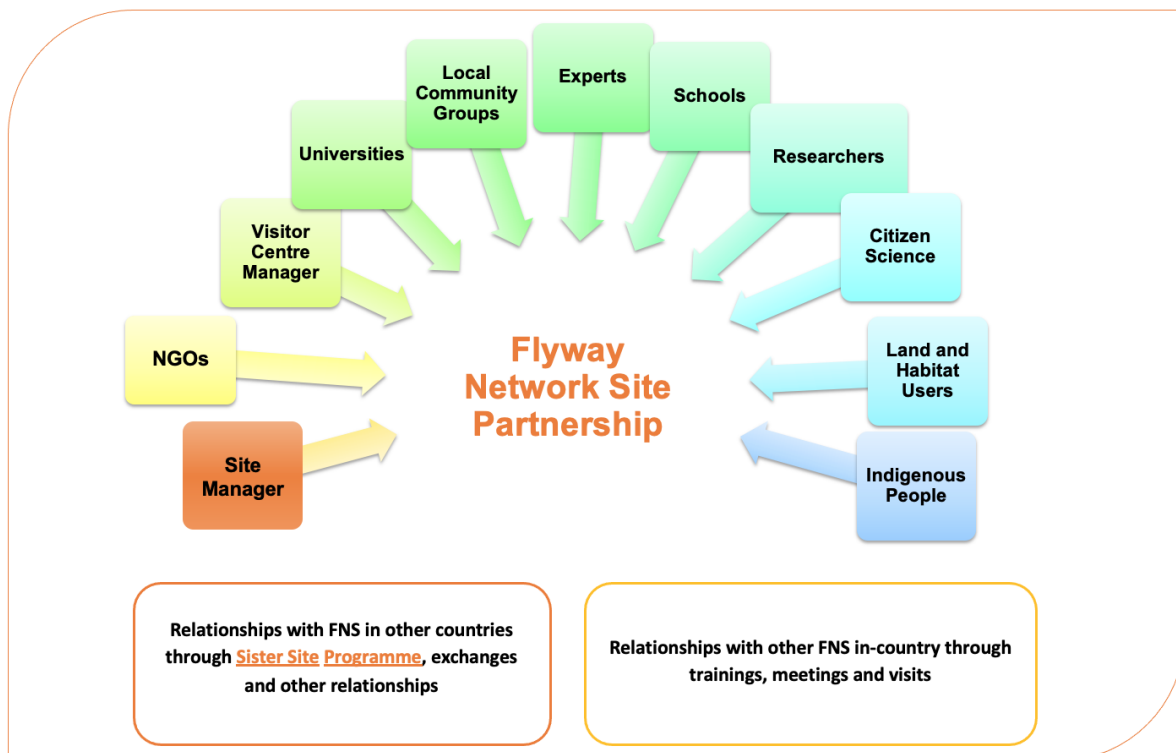 Experts
Local
Community
Groups
Schools
Universities
Researchers
Visitor
Centre
Manager
Citizen
Science
NGOs
Flyway
Network Site
Partnership
Land and
Habitat
Users
Site
Manager
Indigenous
People
Relationships with FNS in other countries
through Sister Site Programme, exchanges
and other relationships
Relationships with other FNS in-country through
trainings, meetings and visits